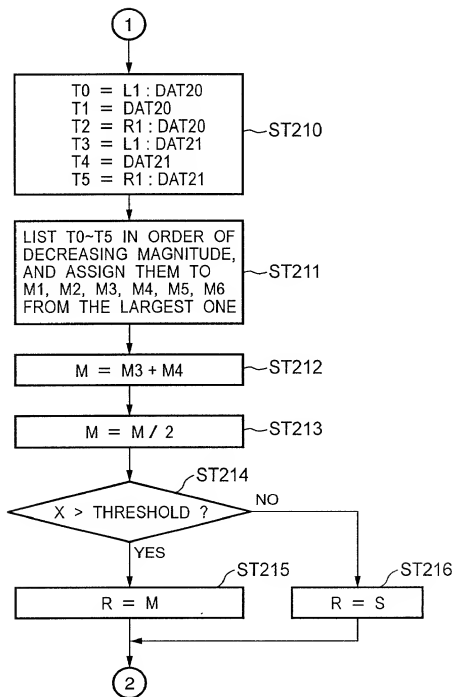 1
T0 = L1 : DAT20
T1 = DAT20
T2 = R1 : DAT20
T3 = L1 : DAT21
T4 = DAT21
T5 = R1 : DAT21
ST210
LIST T0~T5 IN ORDER OF
DECREASING MAGNITUDE,
AND ASSIGN THEM TO
M1, M2, M3, M4, M5, M6
FROM THE LARGEST ONE
ST211
M = M3 + M4
ST212
M = M / 2
ST213
ST214
X > THRESHOLD ?
NO
YES
ST215
R = M
ST216
R = S
2